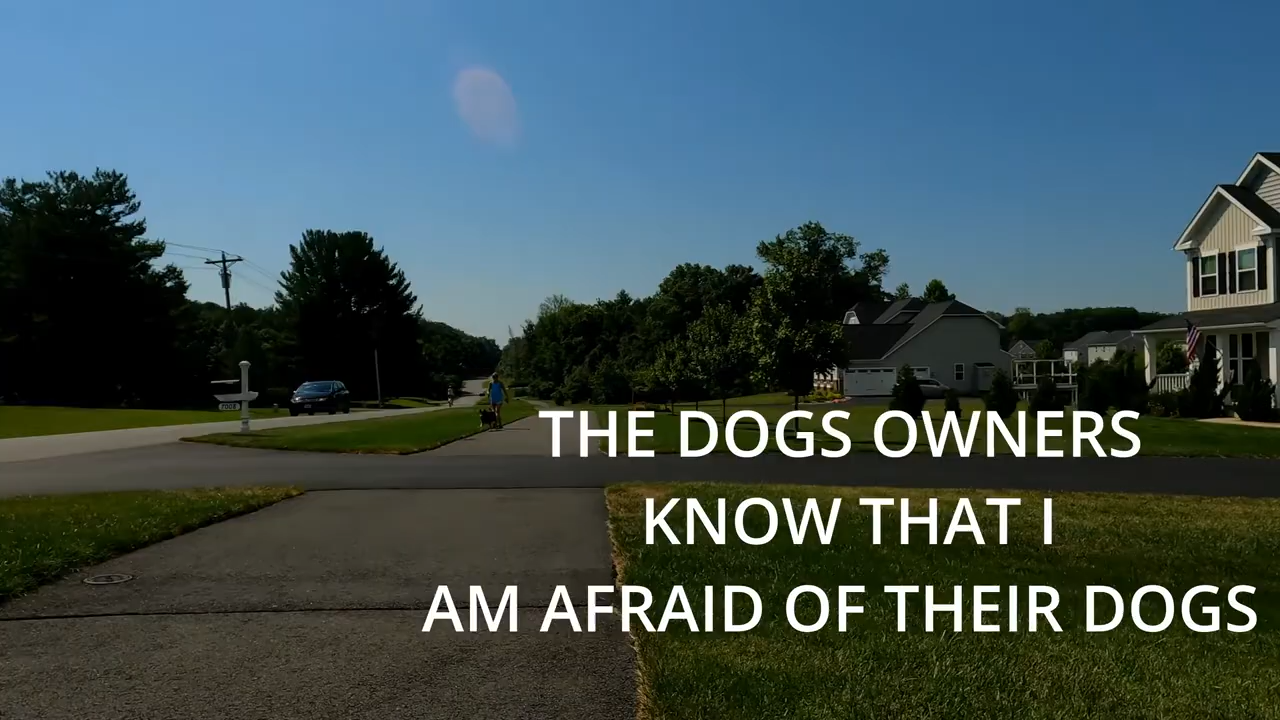 THE DOGS OWNERS
KNOW THAT I
AM AFRAID OF THEIR DOGS